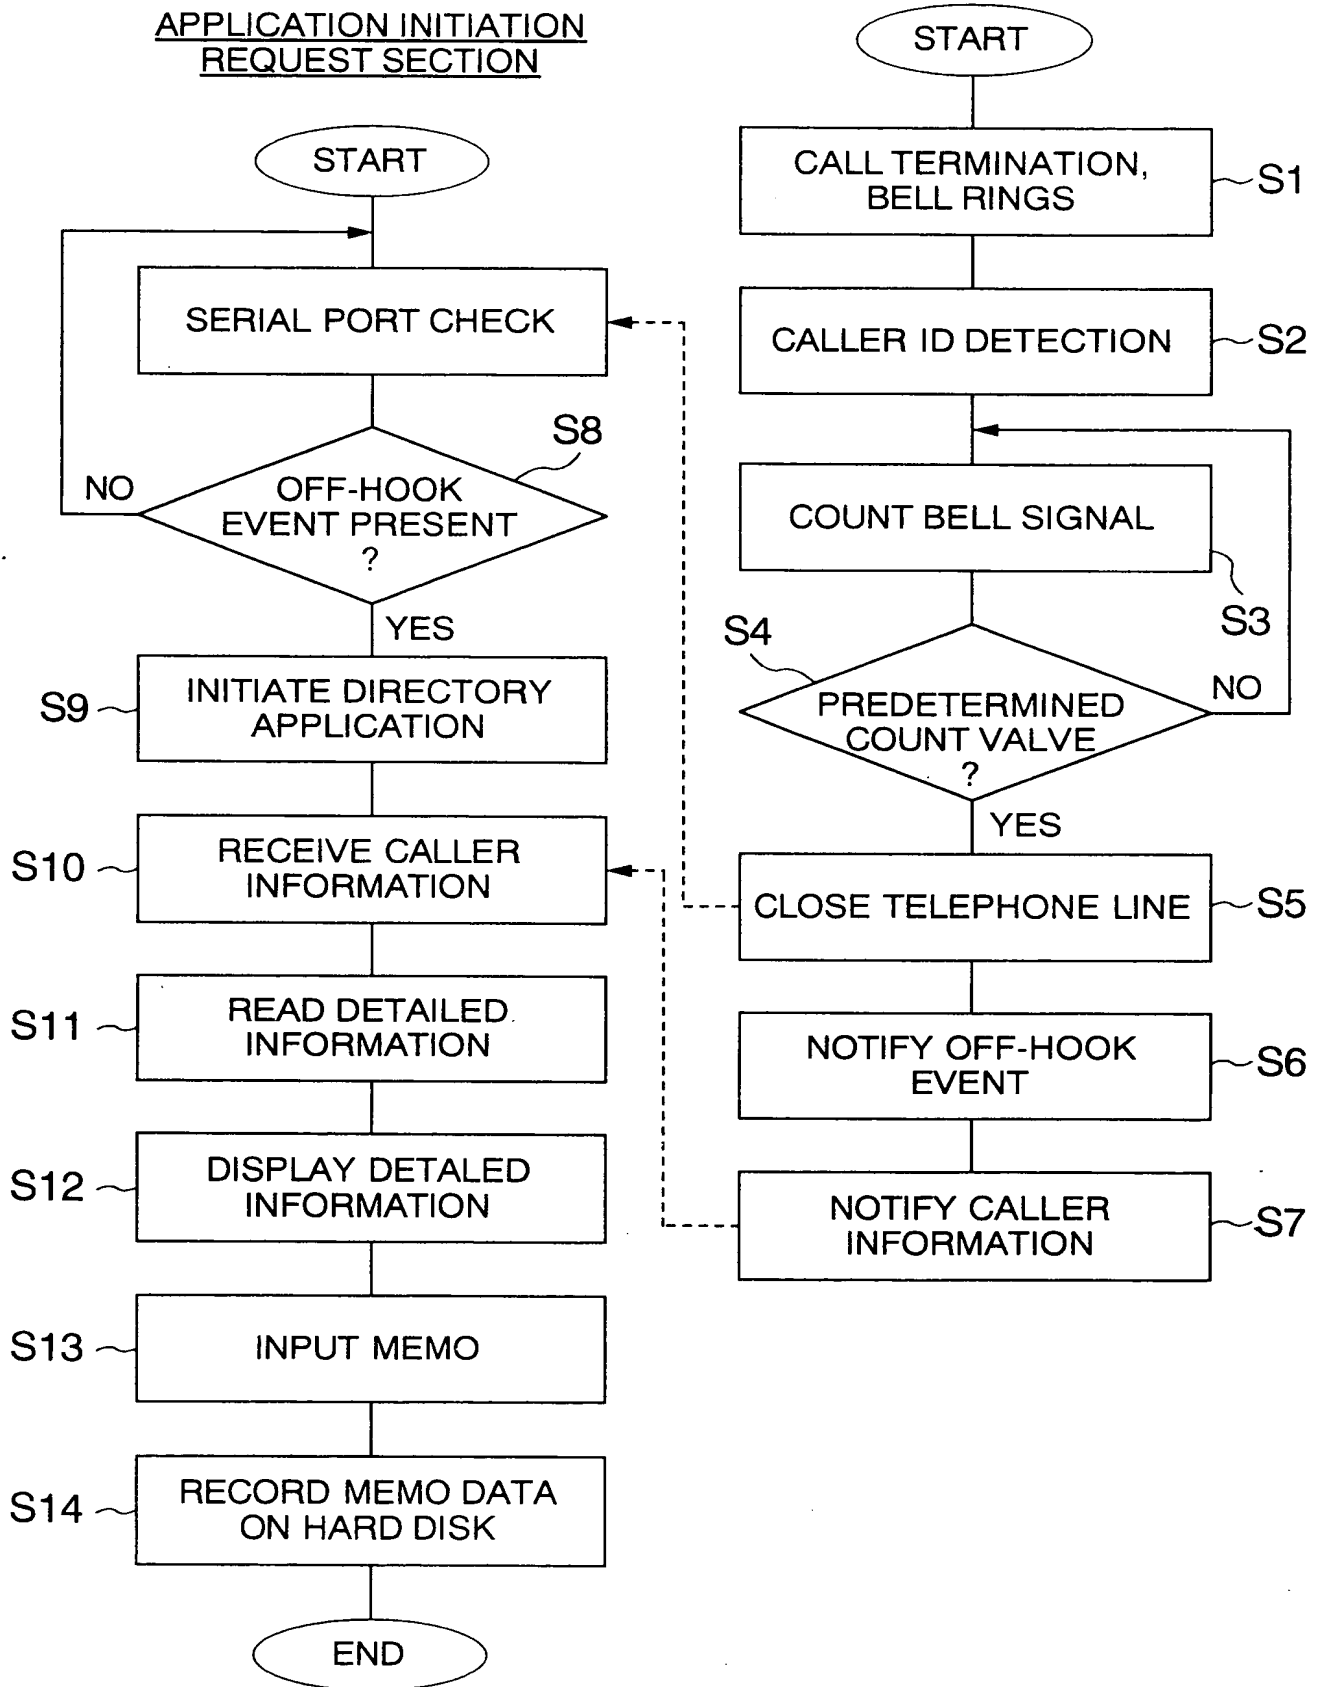 APPLICATION INITIATION
REQUEST SECTION
START
SERIAL PORT CHECK
S8
NO
OFF-HOOK
EVENT PRESENT
?
YES
S9
INITIATE DIRECTORY
APPLICATION
S10
RECEIVE CALLER
INFORMATION
S11
READ DETAILED
INFORMATION
S12
DISPLAY DETALED
INFORMATION
S13
INPUT MEMO
S14
RECORD MEMO DATA
ON HARD DISK
END
START
CALL TERMINATION,
BELL RINGS
S1
CALLER ID DETECTION
S2
COUNT BELL SIGNAL
S3
S4
PREDETERMINED
COUNT VALVE
?
NO
YES
CLOSE TELEPHONE LINE
S5
NOTIFY OFF-HOOK
EVENT
S6
NOTIFY CALLER
INFORMATION
S7